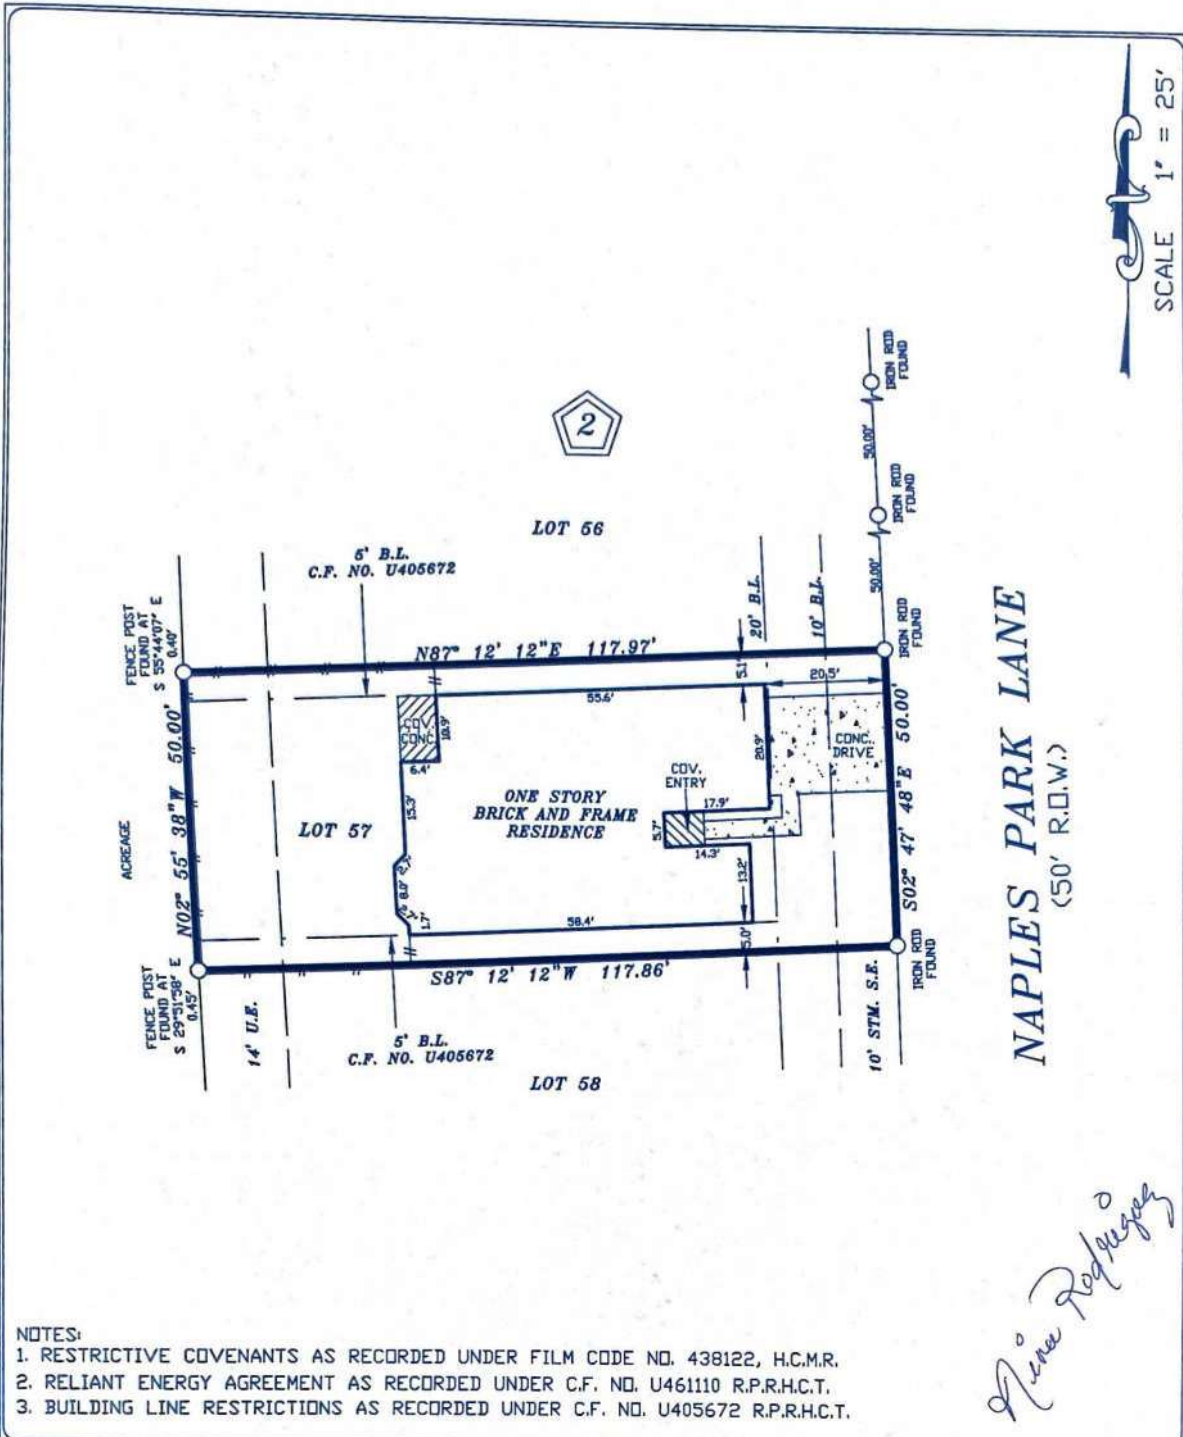 SCALE 1" = 25'
2
LOT 56
5' B.L.
C.F. NO. U405672
20' B.L.
10' B.L.
50.00'
50.00'
IRON ROD
FOUND
IRON ROD
FOUND
IRON ROD
FOUND
FENCE POST
FOUND AT
S 55°44'07" E
0.40'
N87° 12' 12"E 117.97'
5.1'
20.5'
55.6'
COV.
CONC.
10.9'
6.4'
20.9'
CONC.
DRIVE
COV.
ENTRY
17.9'
5.7'
14.3'
13.2'
ONE STORY
BRICK AND FRAME
RESIDENCE
15.3'
8.0'
1.7'
58.4'
5.0'
LOT 57
ACREAGE
N02° 55' 38"W 50.00'
S02° 47' 48"E 50.00'
NAPLES PARK LANE
(50' R.O.W.)
S87° 12' 12"W 117.86'
FENCE POST
FOUND AT
S 29°51'58" E
0.45'
14' U.E.
5' B.L.
C.F. NO. U405672
10' STM. S.E.
IRON ROD
FOUND
LOT 58
Nina Rodriguez
NOTES:
1. RESTRICTIVE COVENANTS AS RECORDED UNDER FILM CODE NO. 438122, H.C.M.R.
2. RELIANT ENERGY AGREEMENT AS RECORDED UNDER C.F. NO. U461110 R.P.R.H.C.T.
3. BUILDING LINE RESTRICTIONS AS RECORDED UNDER C.F. NO. U405672 R.P.R.H.C.T.